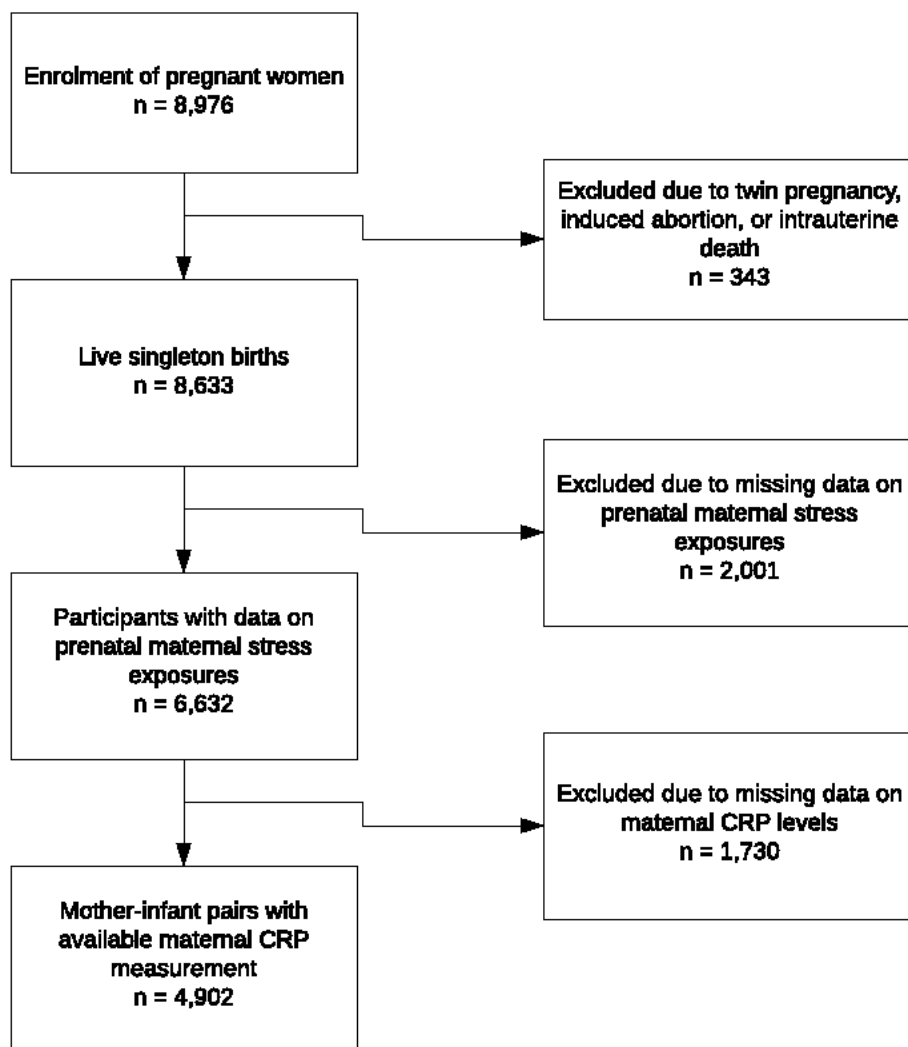 Enrolment of pregnant women
n = 8,976
Excluded due to twin pregnancy,
induced abortion, or intrauterine
death
n = 343
Live singleton births
n = 8,633
Excluded due to missing data on
prenatal maternal stress
exposures
n = 2,001
Participants with data on
prenatal maternal stress
exposures
n = 6,632
Excluded due to missing data on
maternal CRP levels
n = 1,730
Mother-infant pairs with
available maternal CRP
measurement
n = 4,902